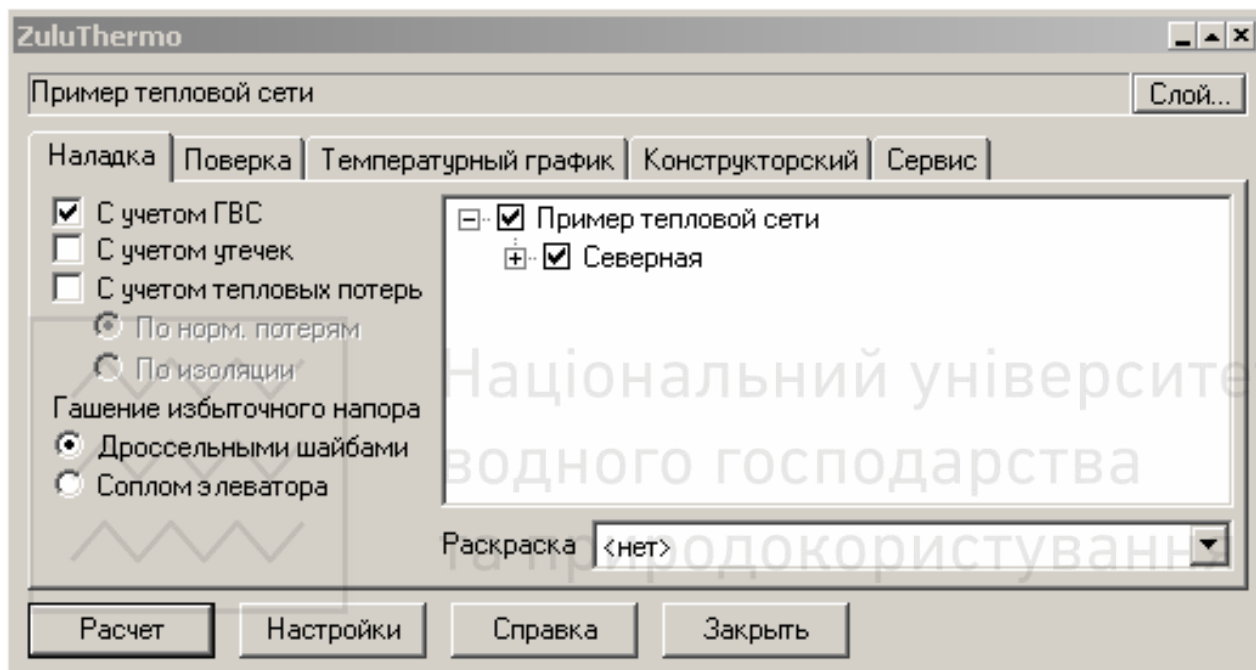 ZuluThermo
Пример тепловой сети Слой...
Наладка Поверка Температурный график Конструкторский Сервис
С учетом ГВС
С учетом утечек
С учетом тепловых потерь
По норм. потерям
По изоляции
Гашение избыточного напора
Дроссельными шайбами
Соплом элеватора
Пример тепловой сети
Северная
Національний університе
водного господарства
та природокористування
Раскраска <нет>
Расчет Настройки Справка Закрыть